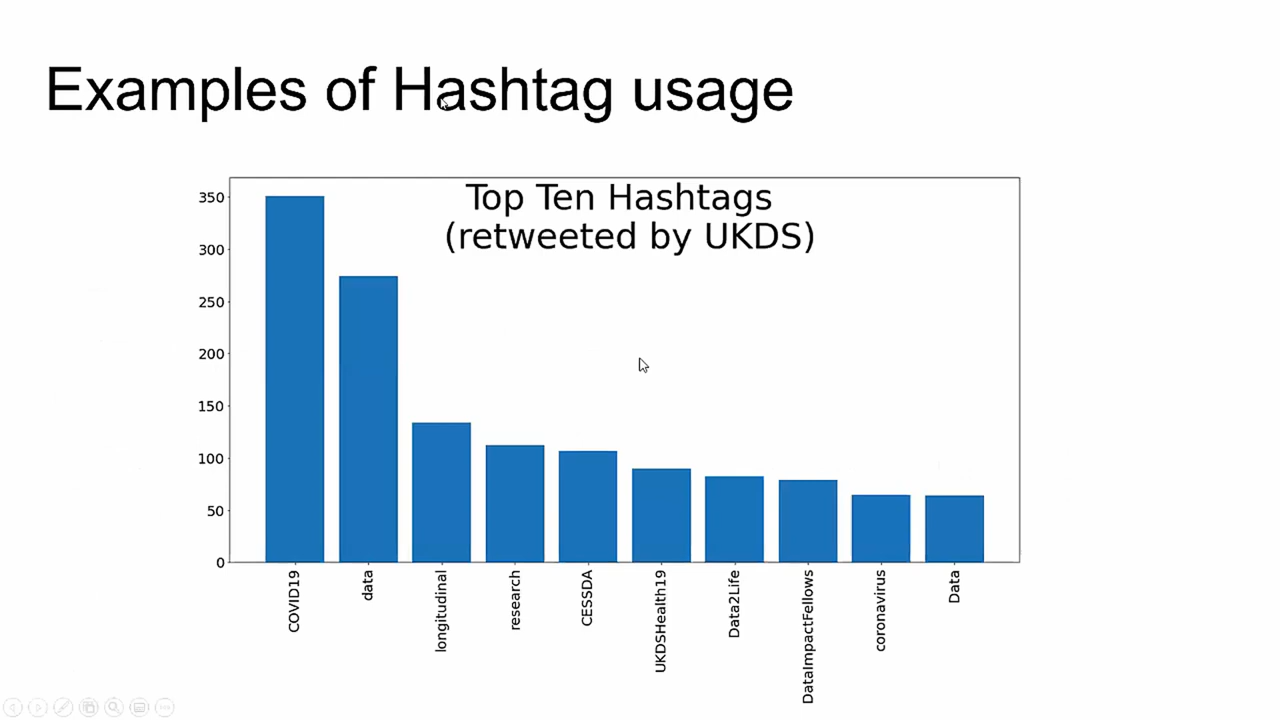 Examples of Hashtag usage
Top Ten Hashtags
(retweeted by UKDS)
350
300
250
200
150
100
50
0
COVID19
data
longitudinal
research
CESSDA
UKDSHealth19
Data2Life
DataImpactFellows
coronavirus
Data